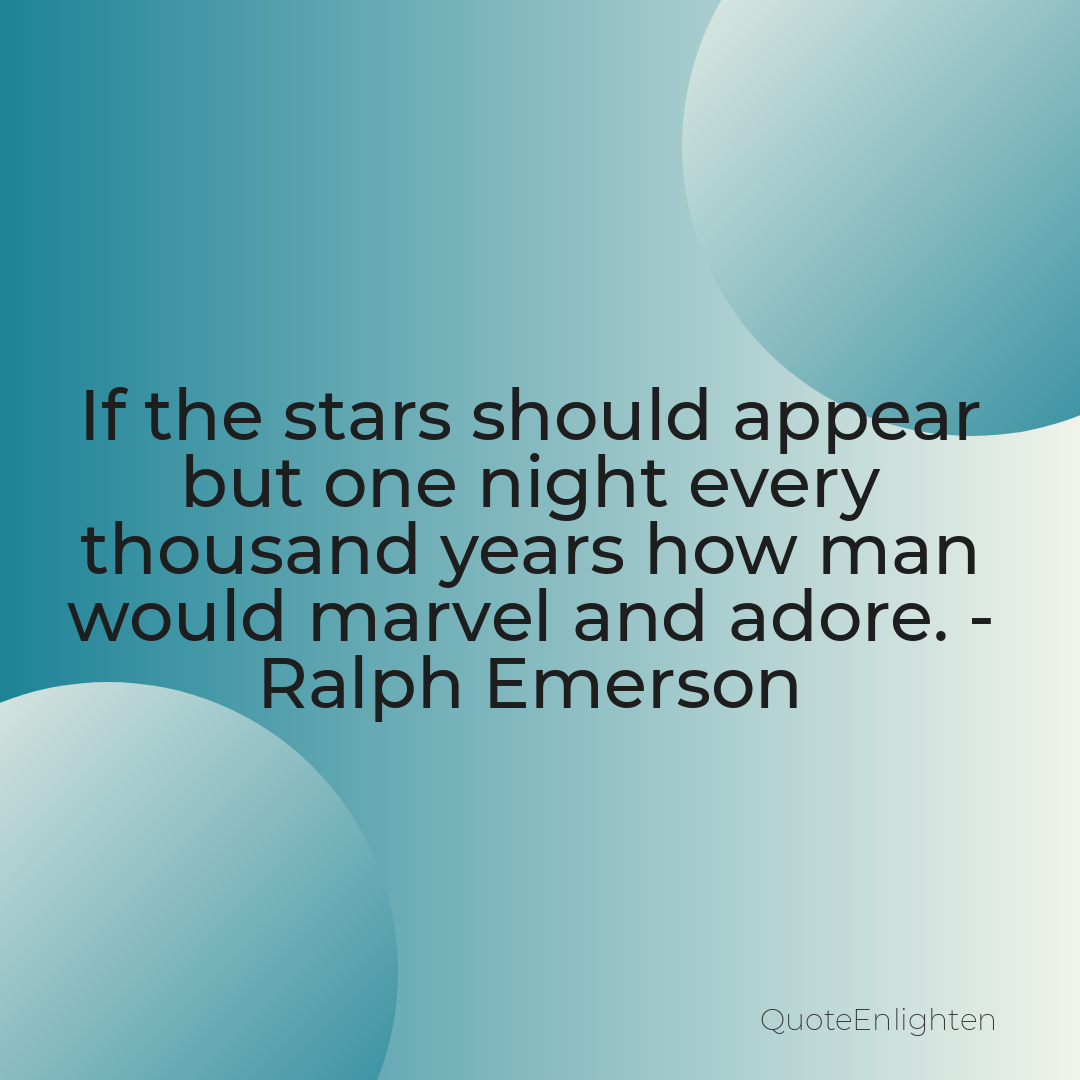 If the stars should appear
but one night every
thousand years how man
would marvel and adore. -
Ralph Emerson
QuoteEnlighten